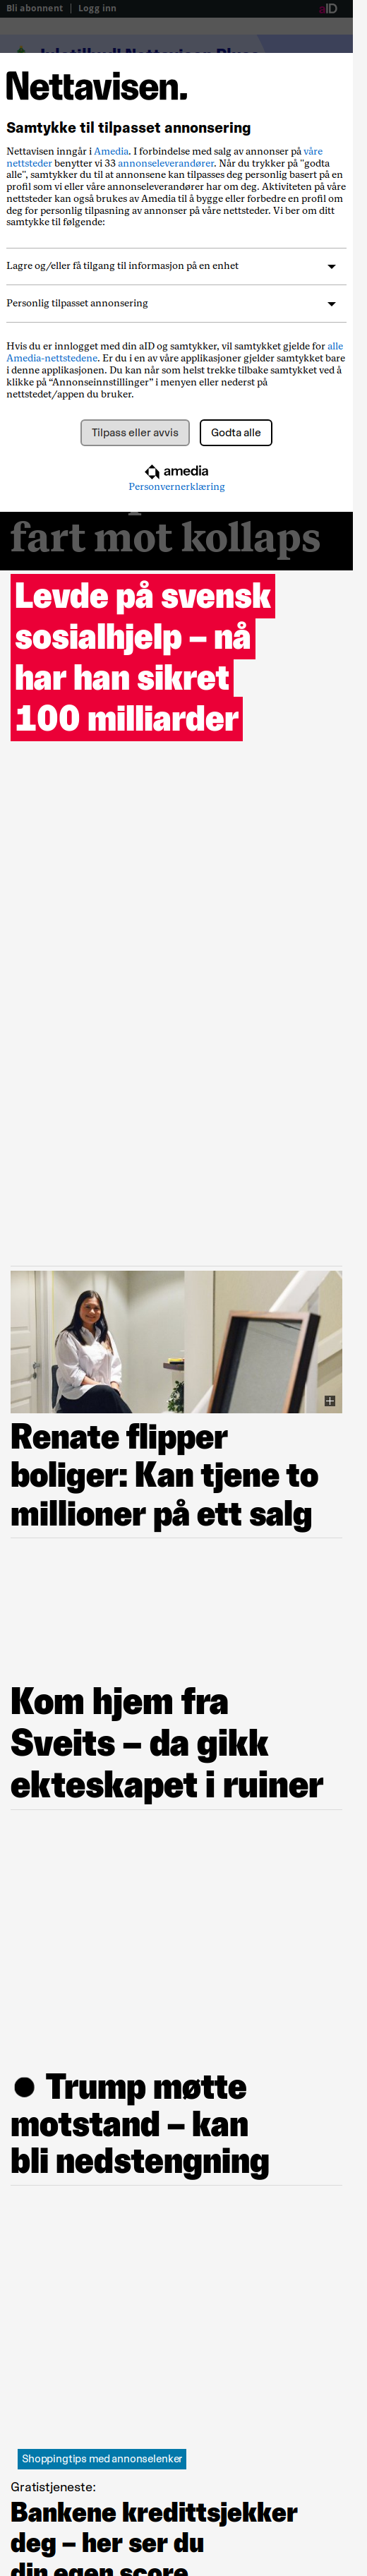 Bli abonnent | Logg inn
aID
Nettavisen.
Samtykke til tilpasset annonsering
Nettavisen inngår i Amedia. I forbindelse med salg av annonser på våre
nettsteder benytter vi 33 annonseleverandører. Når du trykker på "godta
alle", samtykker du til at annonsene kan tilpasses deg personlig basert på en
profil som vi eller våre annonseleverandører har om deg. Aktiviteten på våre
nettsteder kan også brukes av Amedia til å bygge eller forbedre en profil om
deg for personlig tilpasning av annonser på våre nettsteder. Vi ber om ditt
samtykke til følgende:
Lagre og/eller få tilgang til informasjon på en enhet
Personlig tilpasset annonsering
Hvis du er innlogget med din aID og samtykker, vil samtykket gjelde for alle
Amedia-nettstedene. Er du i en av våre applikasjoner gjelder samtykket bare
i denne applikasjonen. Du kan når som helst trekke tilbake samtykket ved å
klikke på “Annonseinnstillinger” i menyen eller nederst på
nettstedet/appen du bruker.
Tilpass eller avvis
Godta alle
amedia
Personvernerklæring
fart mot kollaps
Levde på svensk
sosialhjelp – nå
har han sikret
100 milliarder
Renate flipper
boliger: Kan tjene to
millioner på ett salg
Kom hjem fra
Sveits – da gikk
ekteskapet i ruiner
● Trump møtte
motstand – kan
bli nedstengning
Shoppingtips med annonselenker
Gratistjeneste:
Bankene kredittsjekker
deg – her ser du
din egen score